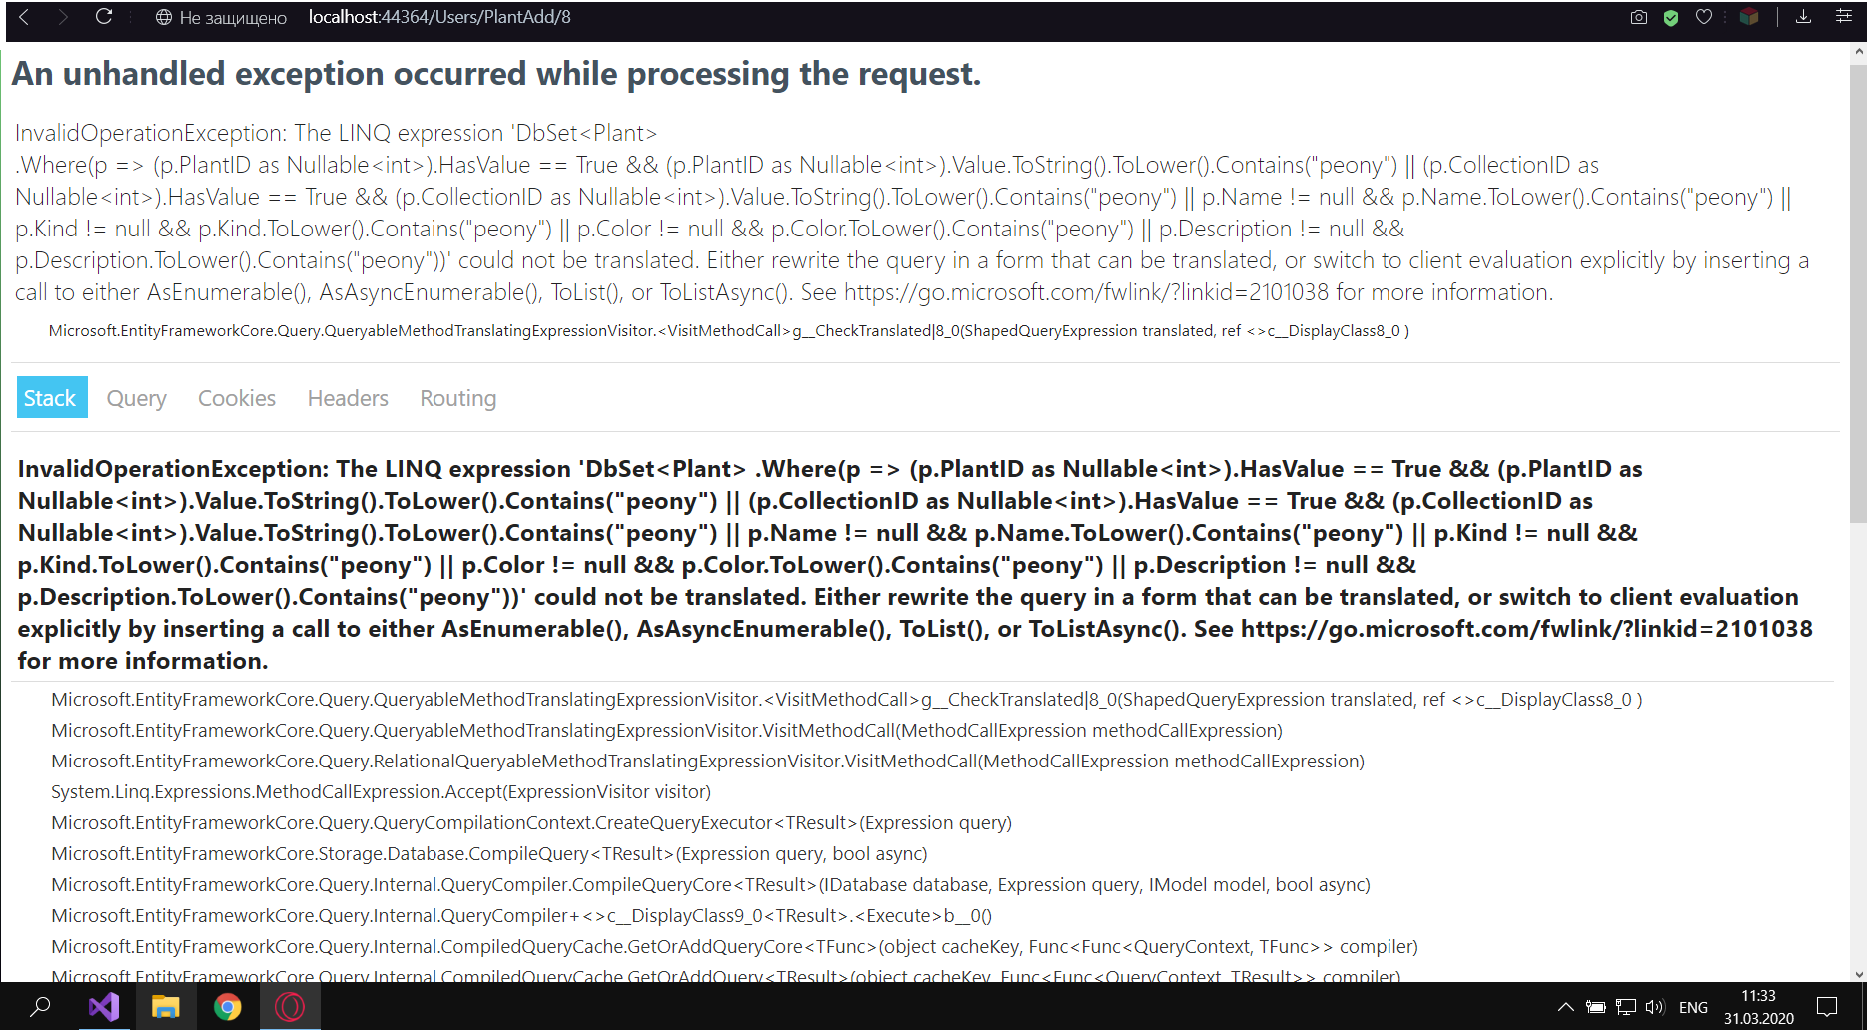 Не защищено localhost:44364/Users/PlantAdd/8
An unhandled exception occurred while processing the request.
InvalidOperationException: The LINQ expression 'DbSet<Plant>
.Where(p => (p.PlantID as Nullable<int>).HasValue == True && (p.PlantID as Nullable<int>).Value.ToString().ToLower().Contains("peony") || (p.CollectionID as
Nullable<int>).HasValue == True && (p.CollectionID as Nullable<int>).Value.ToString().ToLower().Contains("peony") || p.Name != null && p.Name.ToLower().Contains("peony") ||
p.Kind != null && p.Kind.ToLower().Contains("peony") || p.Color != null && p.Color.ToLower().Contains("peony") || p.Description != null &&
p.Description.ToLower().Contains("peony"))' could not be translated. Either rewrite the query in a form that can be translated, or switch to client evaluation explicitly by inserting a
call to either AsEnumerable(), AsAsyncEnumerable(), ToList(), or ToListAsync(). See https://go.microsoft.com/fwlink/?linkid=2101038 for more information.
Microsoft.EntityFrameworkCore.Query.QueryableMethodTranslatingExpressionVisitor.<VisitMethodCall>g__CheckTranslated|8_0(ShapedQueryExpression translated, ref <>c__DisplayClass8_0 )
Stack Query Cookies Headers Routing
InvalidOperationException: The LINQ expression 'DbSet<Plant> .Where(p => (p.PlantID as Nullable<int>).HasValue == True && (p.PlantID as
Nullable<int>).Value.ToString().ToLower().Contains("peony") || (p.CollectionID as Nullable<int>).HasValue == True && (p.CollectionID as
Nullable<int>).Value.ToString().ToLower().Contains("peony") || p.Name != null && p.Name.ToLower().Contains("peony") || p.Kind != null &&
p.Kind.ToLower().Contains("peony") || p.Color != null && p.Color.ToLower().Contains("peony") || p.Description != null &&
p.Description.ToLower().Contains("peony"))' could not be translated. Either rewrite the query in a form that can be translated, or switch to client evaluation
explicitly by inserting a call to either AsEnumerable(), AsAsyncEnumerable(), ToList(), or ToListAsync(). See https://go.microsoft.com/fwlink/?linkid=2101038
for more information.
Microsoft.EntityFrameworkCore.Query.QueryableMethodTranslatingExpressionVisitor.<VisitMethodCall>g__CheckTranslated|8_0(ShapedQueryExpression translated, ref <>c__DisplayClass8_0 )
Microsoft.EntityFrameworkCore.Query.QueryableMethodTranslatingExpressionVisitor.VisitMethodCall(MethodCallExpression methodCallExpression)
Microsoft.EntityFrameworkCore.Query.RelationalQueryableMethodTranslatingExpressionVisitor.VisitMethodCall(MethodCallExpression methodCallExpression)
System.Linq.Expressions.MethodCallExpression.Accept(ExpressionVisitor visitor)
Microsoft.EntityFrameworkCore.Query.QueryCompilationContext.CreateQueryExecutor<TResult>(Expression query)
Microsoft.EntityFrameworkCore.Storage.Database.CompileQuery<TResult>(Expression query, bool async)
Microsoft.EntityFrameworkCore.Query.Internal.QueryCompiler.CompileQueryCore<TResult>(IDatabase database, Expression query, IModel model, bool async)
Microsoft.EntityFrameworkCore.Query.Internal.QueryCompiler+<>c__DisplayClass9_0<TResult>.<Execute>b__0()
Microsoft.EntityFrameworkCore.Query.Internal.CompiledQueryCache.GetOrAddQueryCore<TFunc>(object cacheKey, Func<Func<QueryContext, TFunc>> compiler)
Microsoft.EntityFrameworkCore.Query.Internal.CompiledQueryCache.GetOrAddQuery<TResult>(object cacheKey, Func<Func<QueryContext, TResult>> compiler)
ENG
11:33
31.03.2020